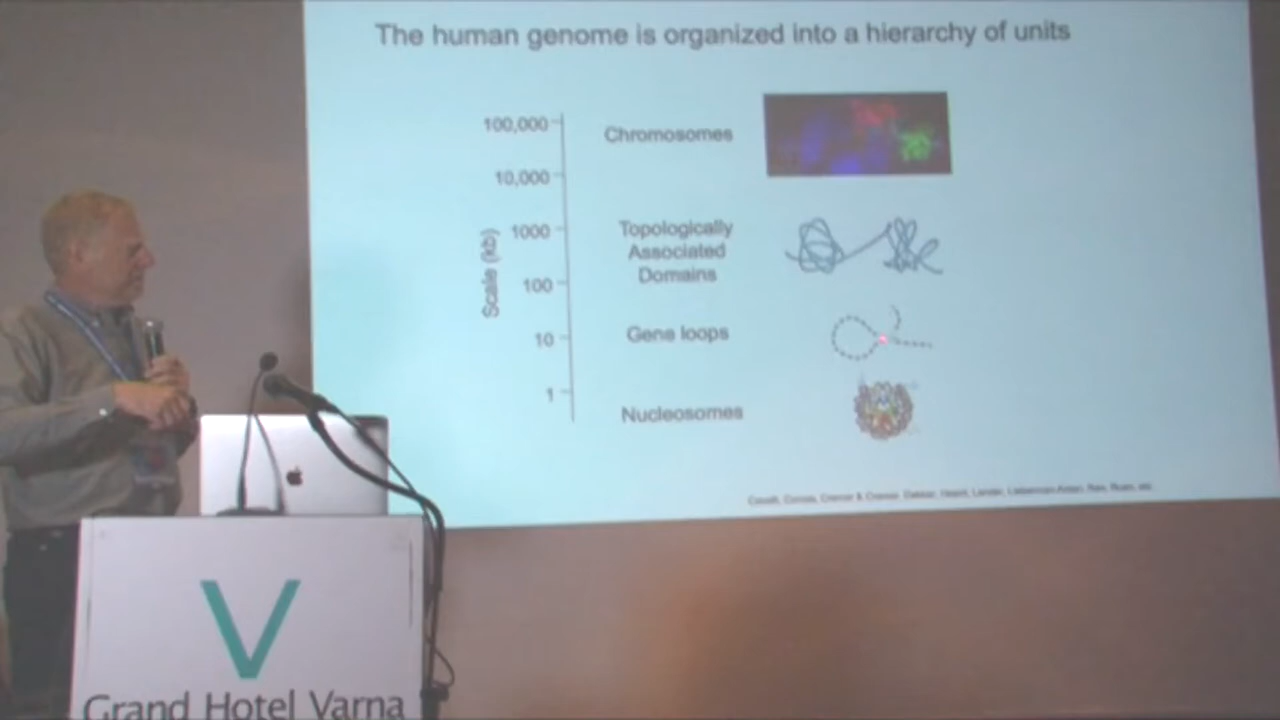 The human genome is organized into a hierarchy of units
100,000
Chromosomes
10,000
Scale (kb)
1000
Topologically
Associated
Domains
100
10
Gene loops
1
Nucleosomes
V
Grand Hotel Varna